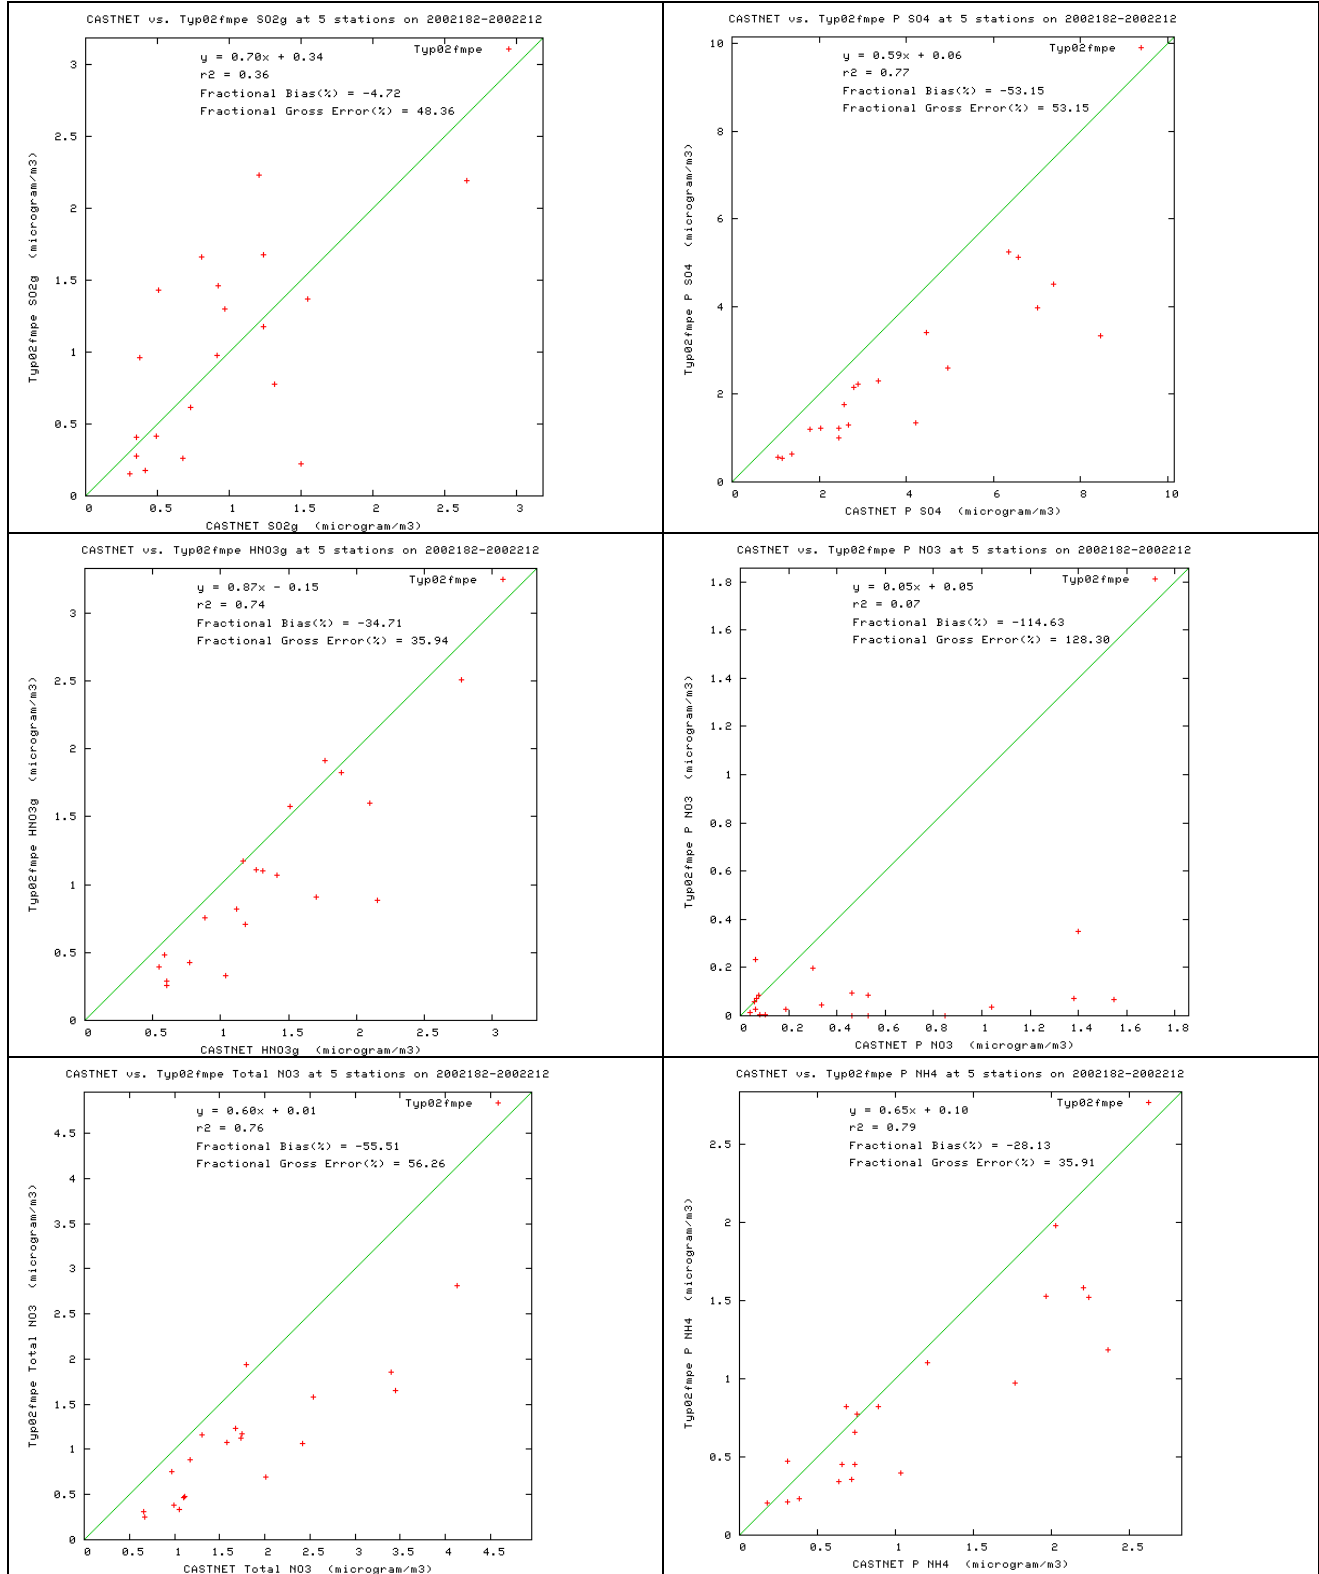 CASTNET vs. Typ02fmpe SO2g at 5 stations on 2002182-2002212
Typ02fmpe
y = 0.70x + 0.34
r2 = 0.36
Fractional Bias(%) = -4.72
Fractional Gross Error(%) = 48.36
Typ02fmpe SO2g (microgram/m3)
3
2.5
2
1.5
1
0.5
0
0 0.5 1 1.5 2 2.5 3
CASTNET SO2g (microgram/m3)
CASTNET vs. Typ02fmpe P SO4 at 5 stations on 2002182-2002212
Typ02fmpe
y = 0.59x + 0.06
r2 = 0.77
Fractional Bias(%) = -53.15
Fractional Gross Error(%) = 53.15
Typ02fmpe P SO4 (microgram/m3)
10
8
6
4
2
0
0 2 4 6 8 10
CASTNET P SO4 (microgram/m3)
CASTNET vs. Typ02fmpe HNO3g at 5 stations on 2002182-2002212
Typ02fmpe
y = 0.87x - 0.15
r2 = 0.74
Fractional Bias(%) = -34.71
Fractional Gross Error(%) = 35.94
Typ02fmpe HNO3g (microgram/m3)
3
2.5
2
1.5
1
0.5
0
0 0.5 1 1.5 2 2.5 3
CASTNET HNO3g (microgram/m3)
CASTNET vs. Typ02fmpe P NO3 at 5 stations on 2002182-2002212
Typ02fmpe
y = 0.05x + 0.05
r2 = 0.07
Fractional Bias(%) = -114.63
Fractional Gross Error(%) = 128.30
Typ02fmpe P NO3 (microgram/m3)
1.8
1.6
1.4
1.2
1
0.8
0.6
0.4
0.2
0
0 0.2 0.4 0.6 0.8 1 1.2 1.4 1.6 1.8
CASTNET P NO3 (microgram/m3)
CASTNET vs. Typ02fmpe Total NO3 at 5 stations on 2002182-2002212
Typ02fmpe
y = 0.60x + 0.01
r2 = 0.76
Fractional Bias(%) = -55.51
Fractional Gross Error(%) = 56.26
Typ02fmpe Total NO3 (microgram/m3)
4.5
4
3.5
3
2.5
2
1.5
1
0.5
0
0 0.5 1 1.5 2 2.5 3 3.5 4 4.5
CASTNET Total NO3 (microgram/m3)
CASTNET vs. Typ02fmpe P NH4 at 5 stations on 2002182-2002212
Typ02fmpe
y = 0.65x + 0.10
r2 = 0.79
Fractional Bias(%) = -28.13
Fractional Gross Error(%) = 35.91
Typ02fmpe P NH4 (microgram/m3)
2.5
2
1.5
1
0.5
0
0 0.5 1 1.5 2 2.5
CASTNET P NH4 (microgram/m3)